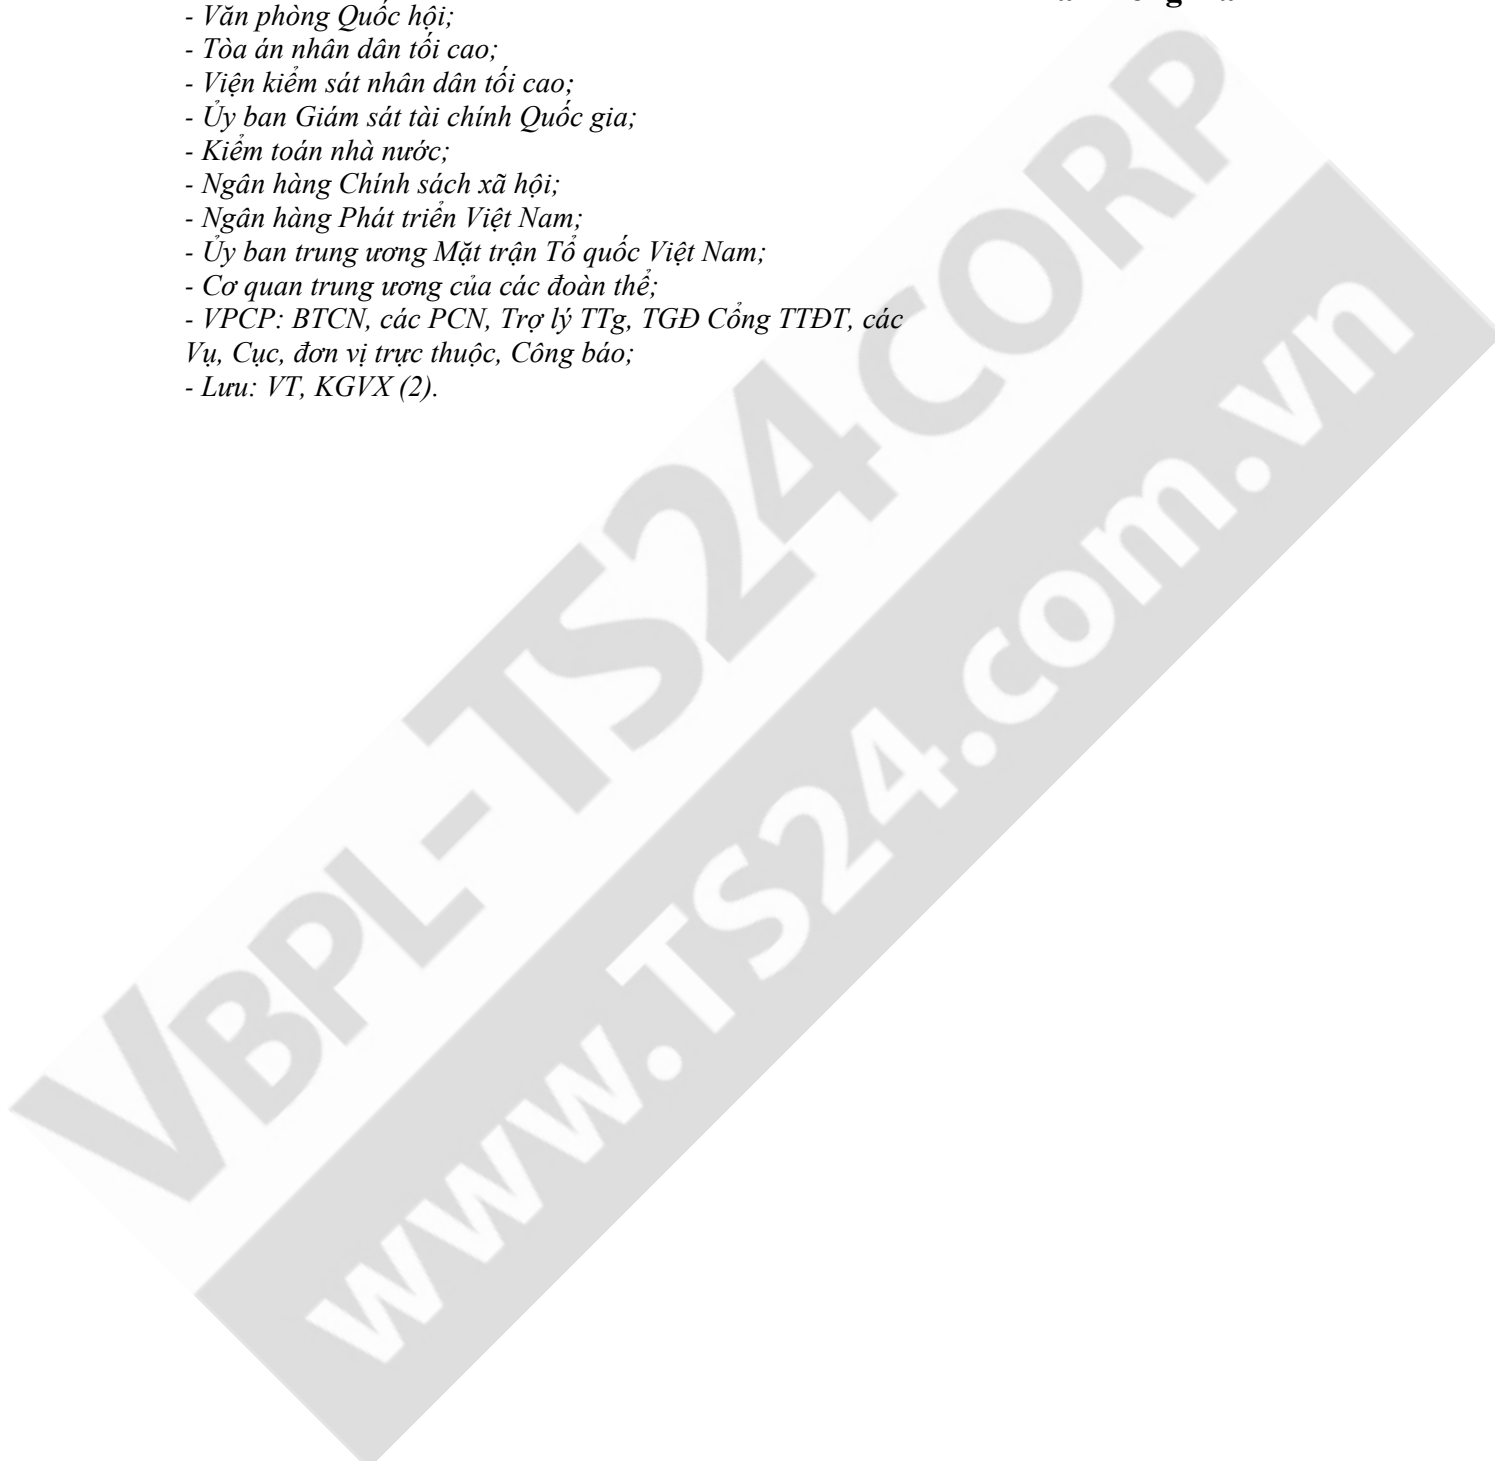 - Văn phòng Quốc hội;
- Tòa án nhân dân tối cao;
- Viện kiểm sát nhân dân tối cao;
- Ủy ban Giám sát tài chính Quốc gia;
- Kiểm toán nhà nước;
- Ngân hàng Chính sách xã hội;
- Ngân hàng Phát triển Việt Nam;
- Ủy ban trung ương Mặt trận Tổ quốc Việt Nam;
- Cơ quan trung ương của các đoàn thể;
- VPCP: BTCN, các PCN, Trợ lý TTg, TGĐ Cổng TTĐT, các
Vụ, Cục, đơn vị trực thuộc, Công báo;
- Lưu: VT, KGVX (2).
VBPL-TS24CORP
www.TS24.com.vn